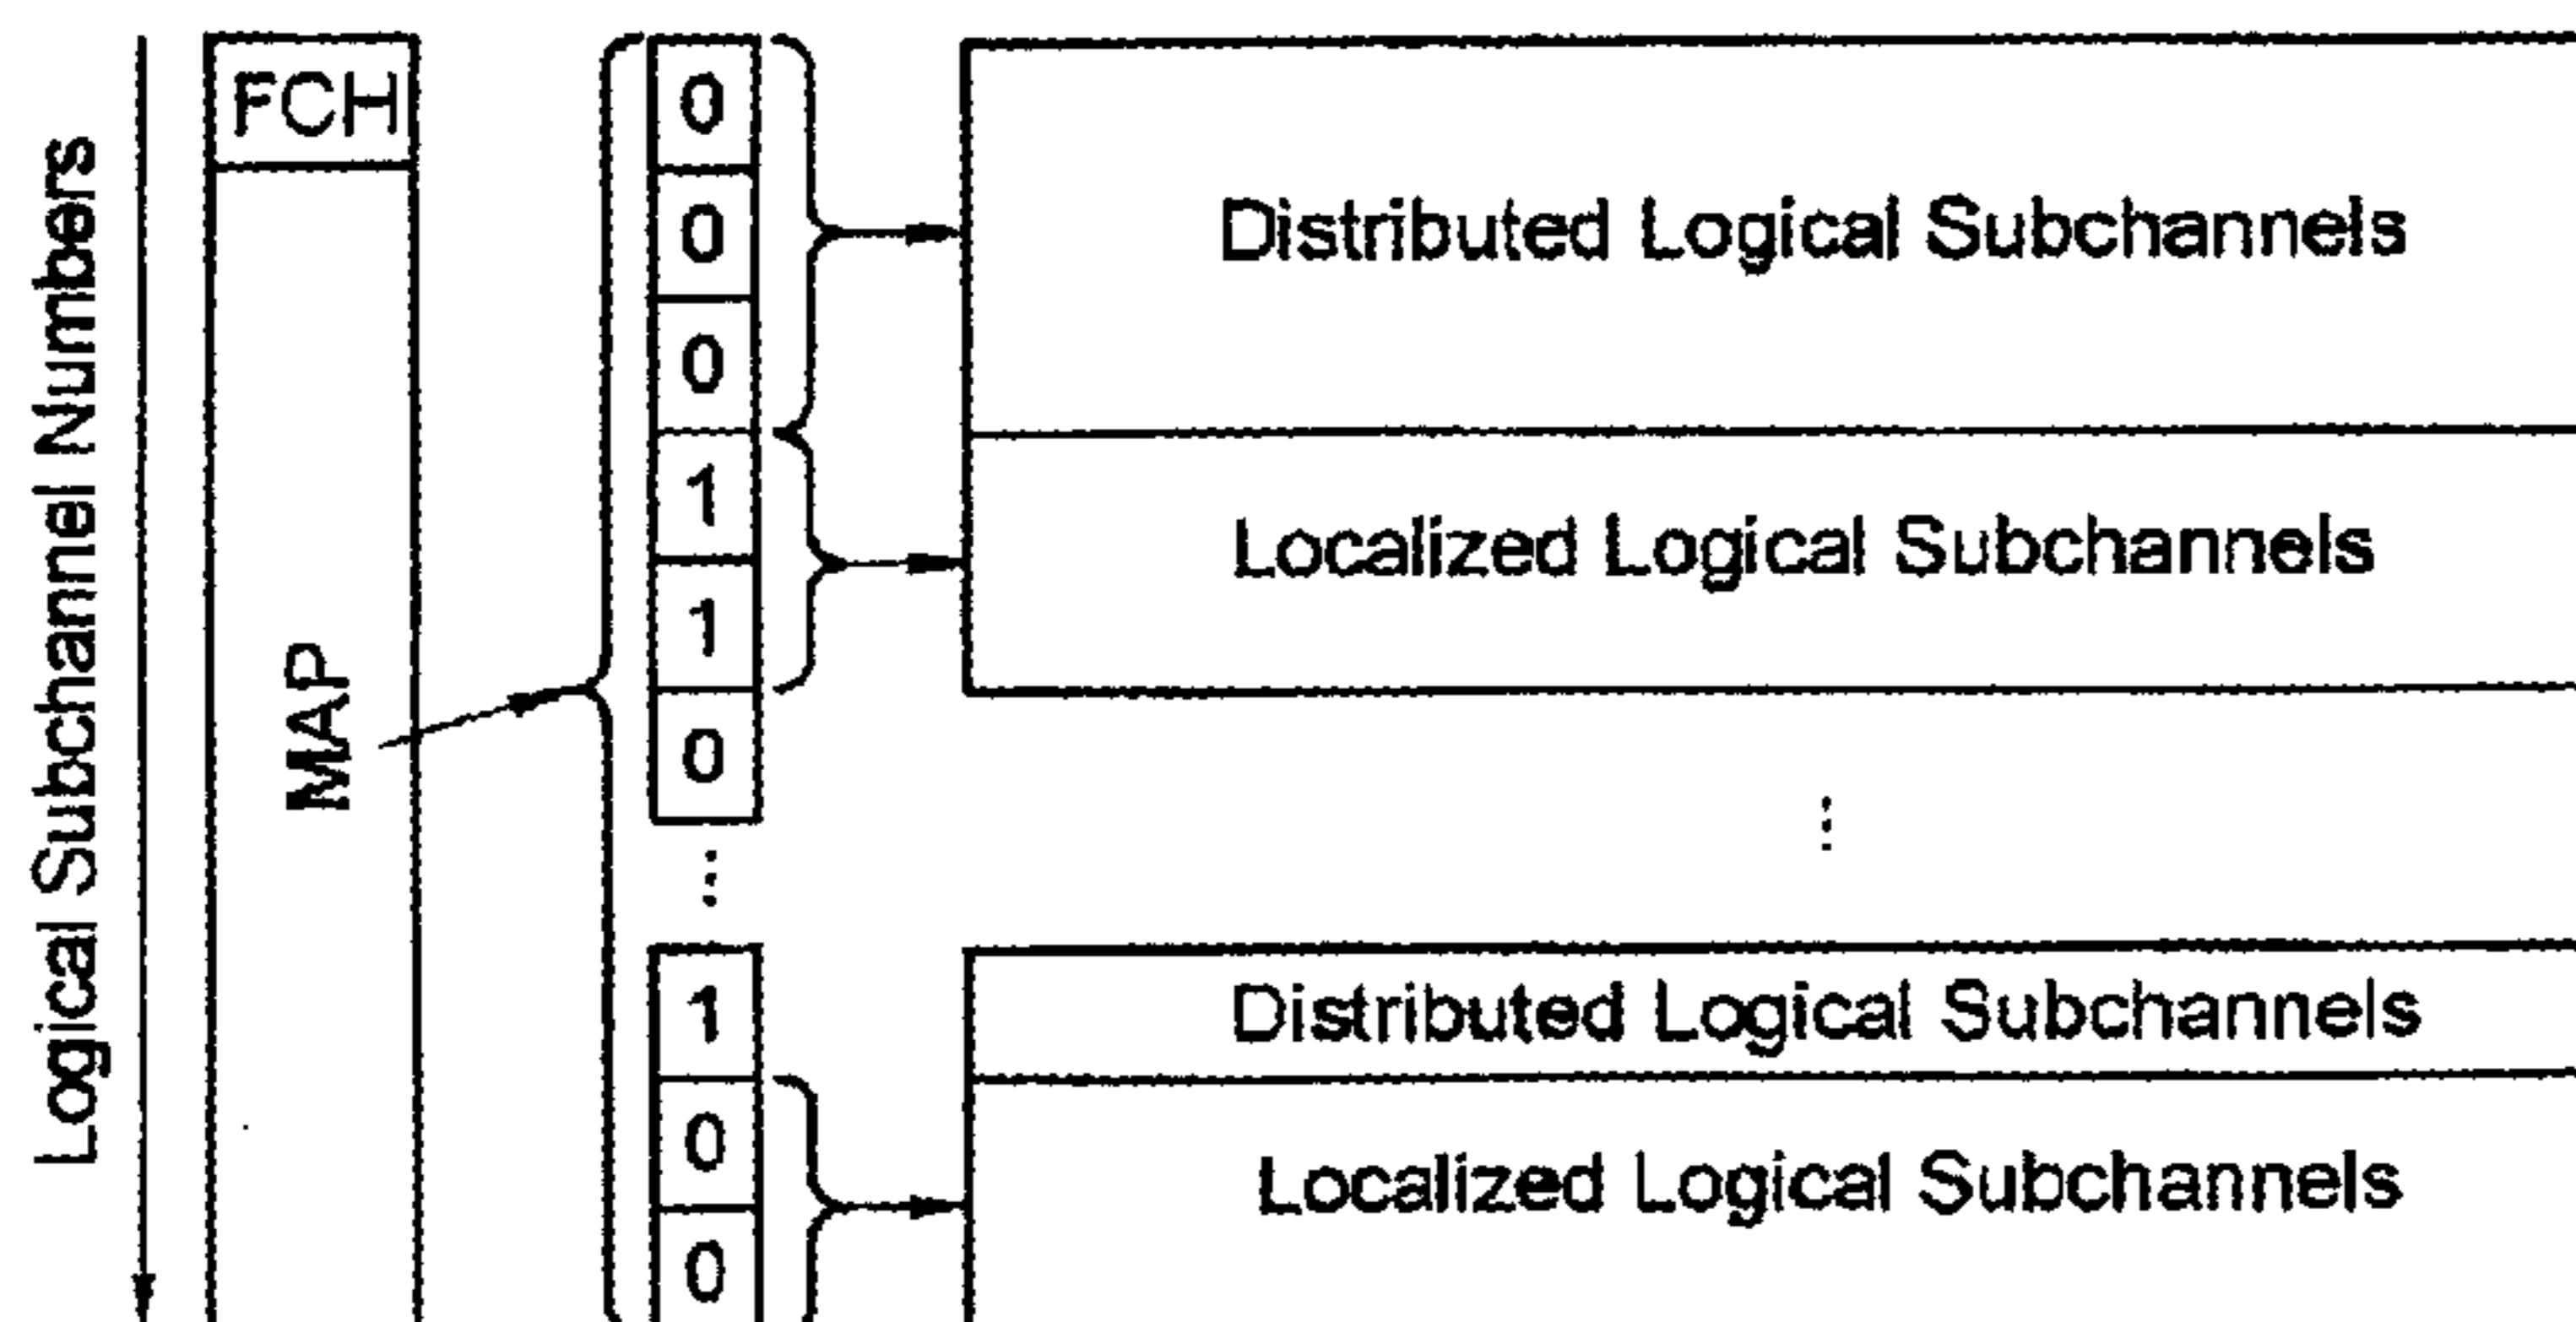 Logical Subchannel Numbers
FCH
MAP
0
0
0
1
1
0
⋮
1
0
0
Distributed Logical Subchannels
Localized Logical Subchannels
⋮
Distributed Logical Subchannels
Localized Logical Subchannels